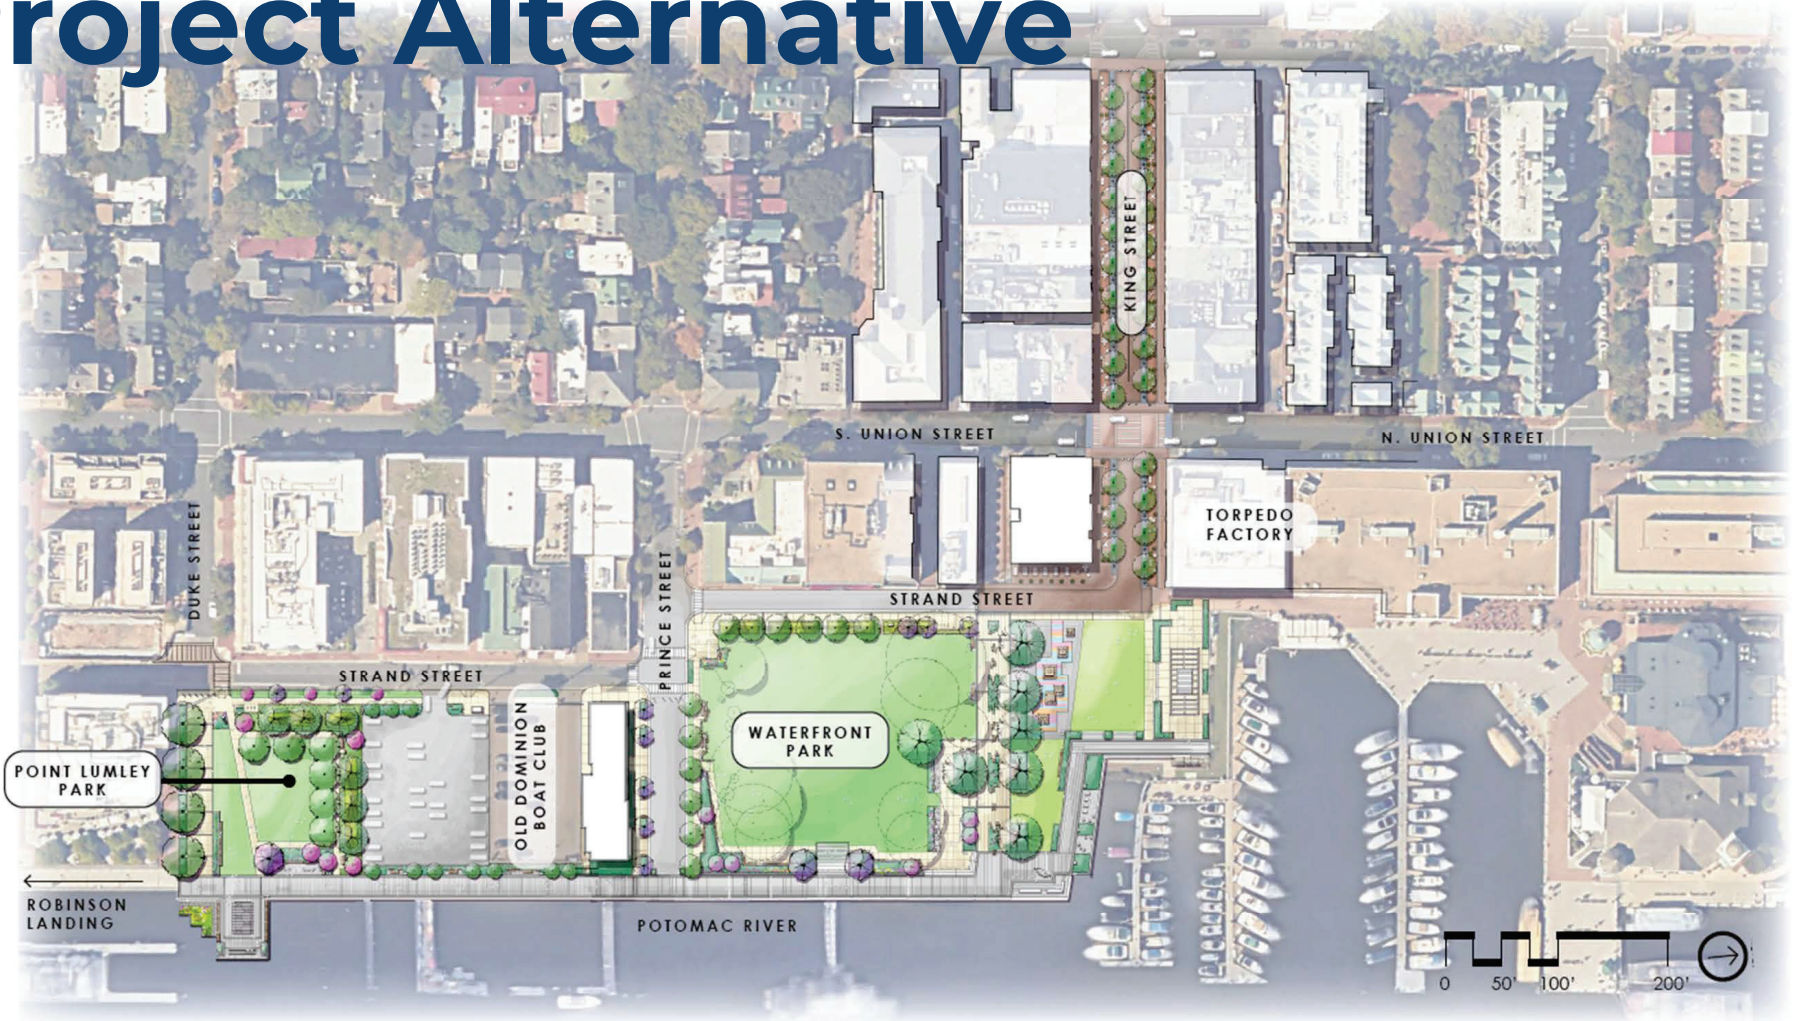 roject Alternative
KING STREET
S. UNION STREET
N. UNION STREET
DUKE STREET
PRINCE STREET
TORPEDO
FACTORY
STRAND STREET
STRAND STREET
OLD DOMINION
BOAT CLUB
WATERFRONT
PARK
POINT LUMLEY
PARK
ROBINSON
LANDING
POTOMAC RIVER
0 50' 100' 200'